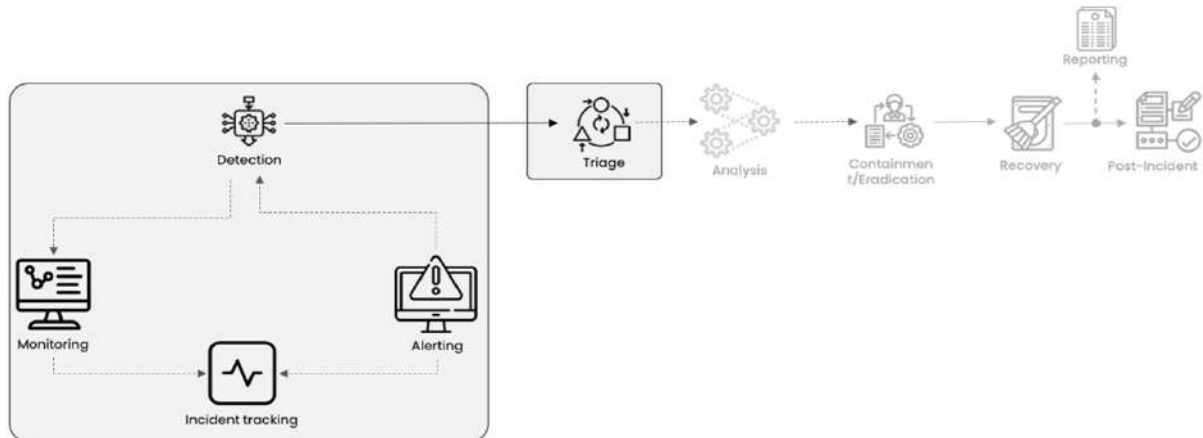 Reporting
Detection
Triage
Analysis
Containmen
t/Eradication
Recovery
Post-Incident
Monitoring
Alerting
Incident tracking